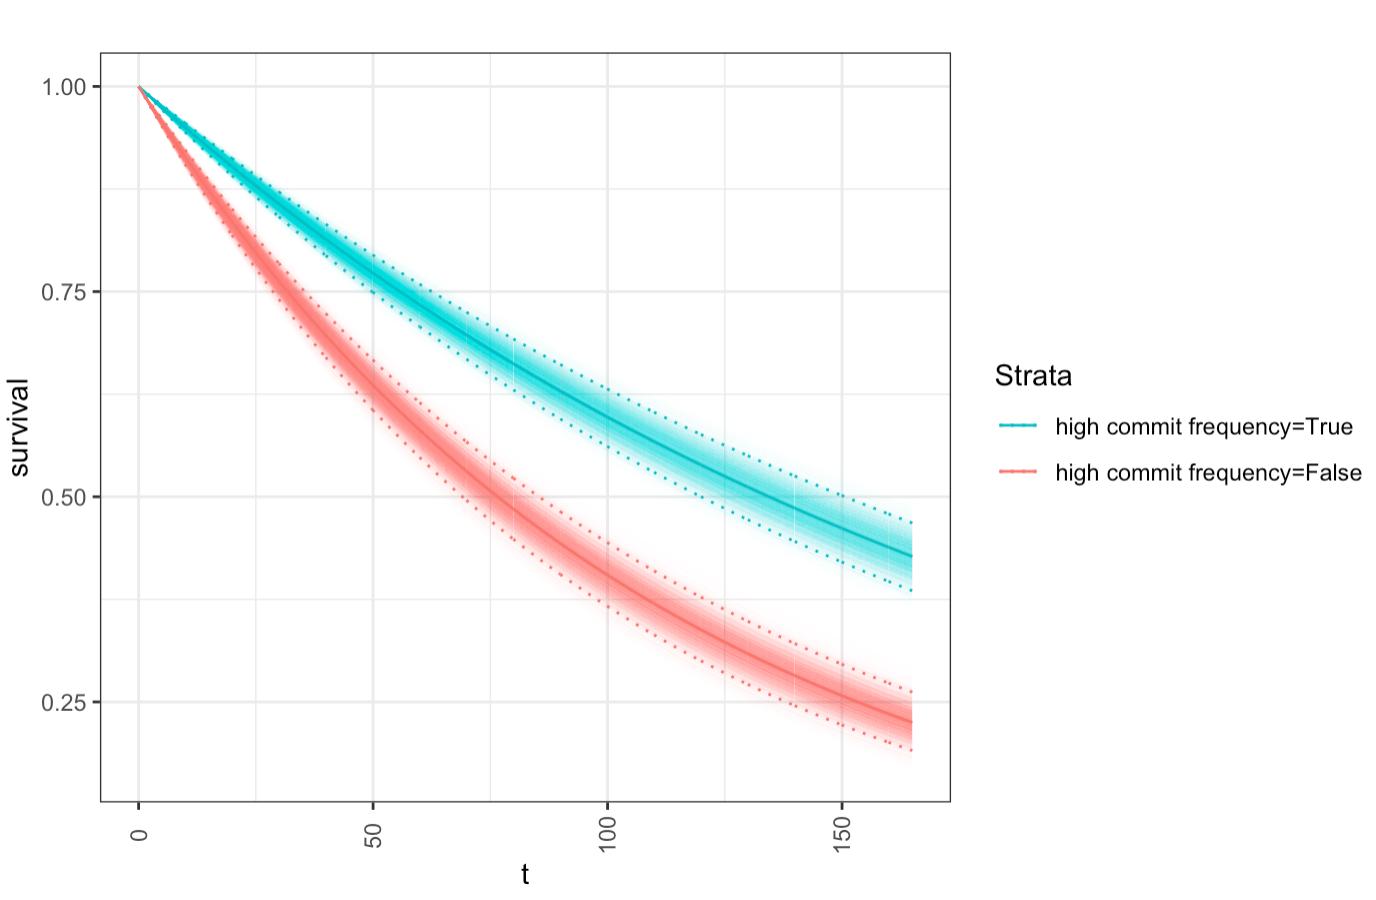 1.00
0.75
0.50
0.25
survival
0
50
100
150
t
Strata
high commit frequency=True
high commit frequency=False